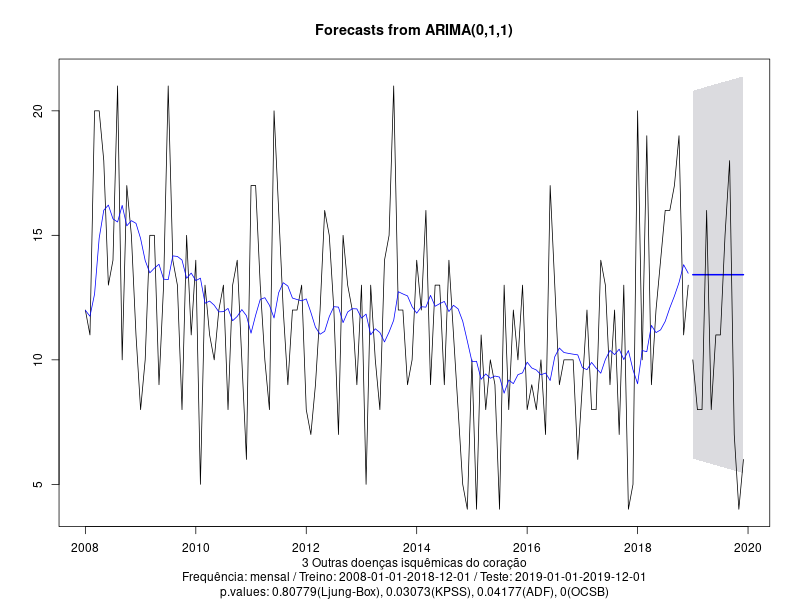 Forecasts from ARIMA(0,1,1)
20
15
10
5
2008 2010 2012 2014 2016 2018 2020
3 Outras doenças isquêmicas do coração
Frequência: mensal / Treino: 2008-01-01-2018-12-01 / Teste: 2019-01-01-2019-12-01
p.values: 0.80779(Ljung-Box), 0.03073(KPSS), 0.04177(ADF), 0(OCSB)